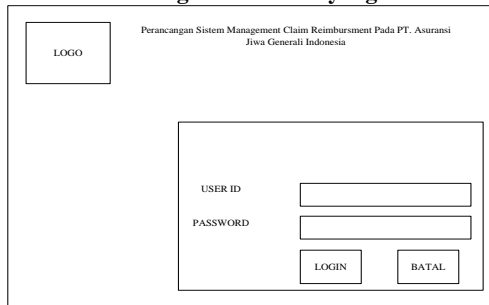 Perancangan Sistem Management Claim Reimbursment Pada PT. Asuransi
Jiwa Generali Indonesia
LOGO
USER ID
PASSWORD
LOGIN BATAL